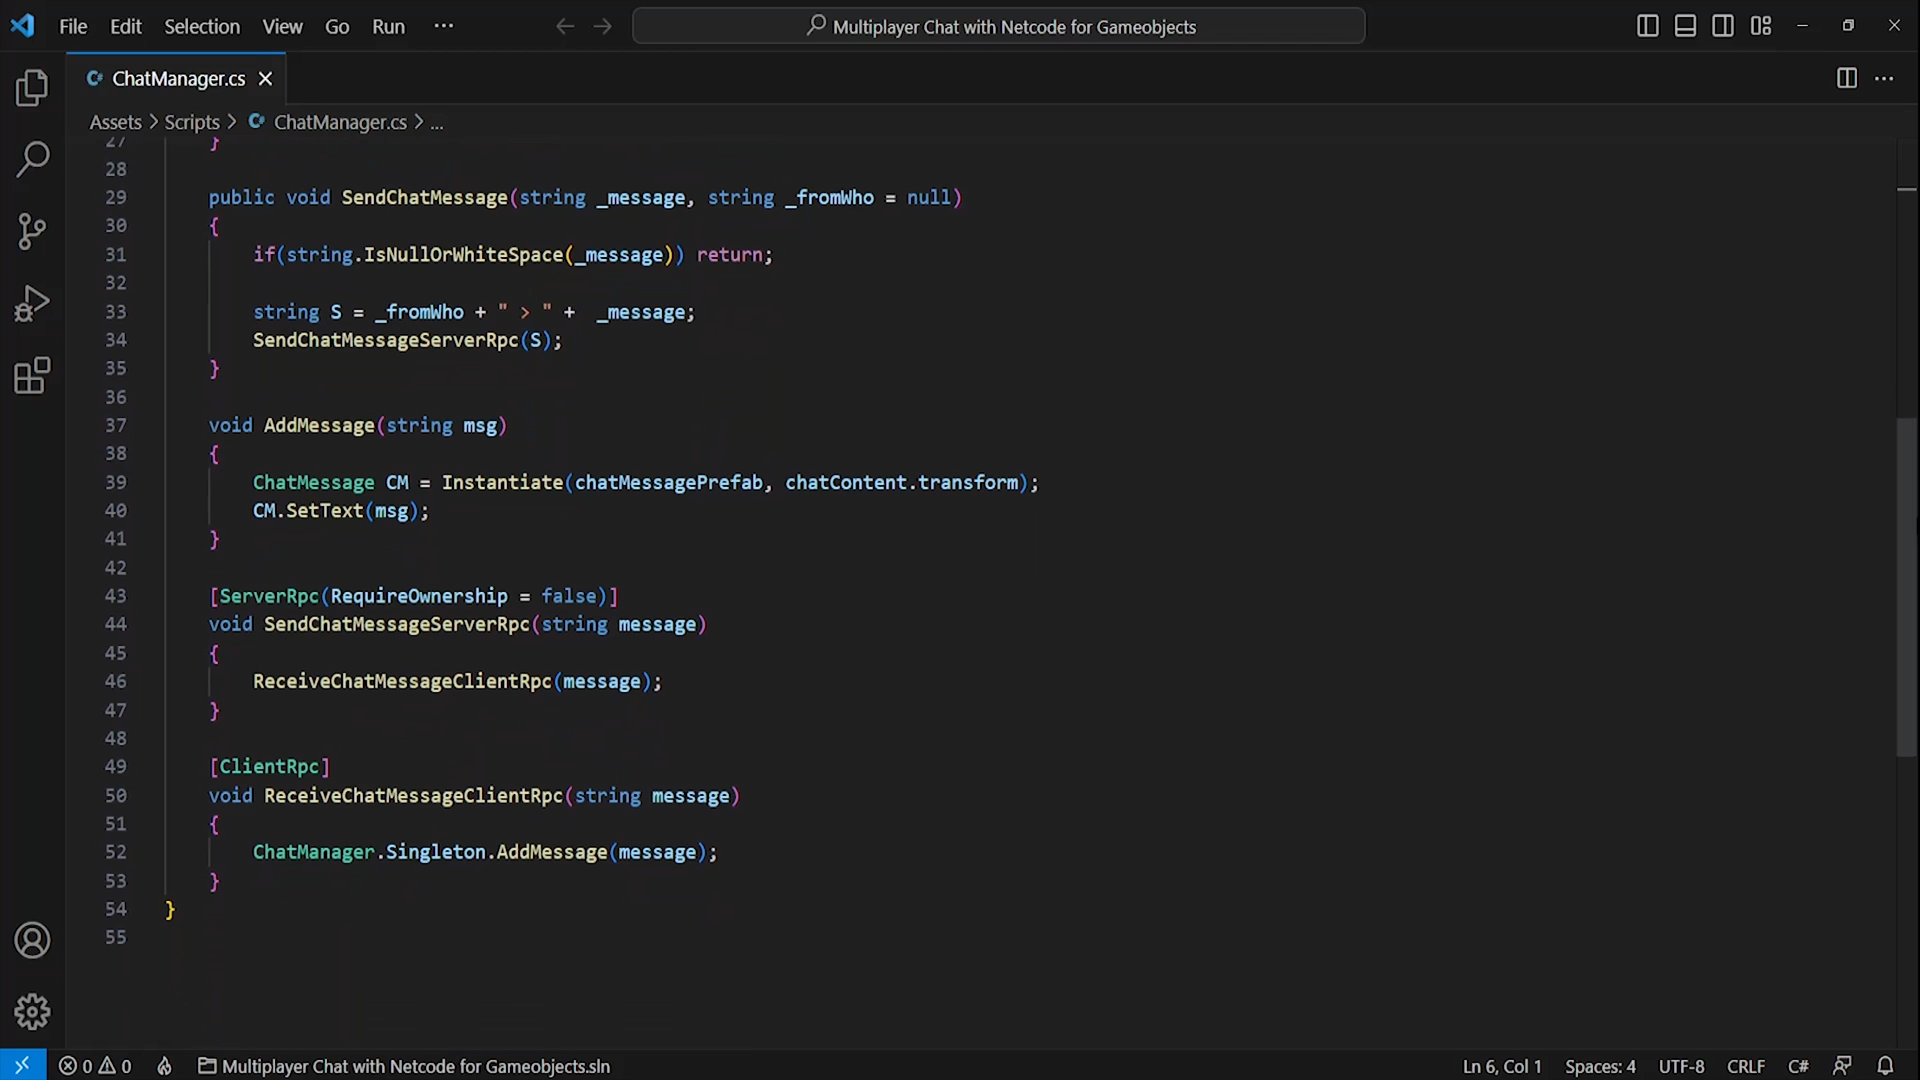 File Edit Selection View Go Run ···
Multiplayer Chat with Netcode for Gameobjects
ChatManager.cs
Assets > Scripts > ChatManager.cs > ...
27 }
28
29 public void SendChatMessage(string _message, string _fromWho = null)
30 {
31 if(string.IsNullOrWhiteSpace(_message)) return;
32
33 string S = _fromWho + " > " +  _message;
34 SendChatMessageServerRpc(S);
35 }
36
37 void AddMessage(string msg)
38 {
39 ChatMessage CM = Instantiate(chatMessagePrefab, chatContent.transform);
40 CM.SetText(msg);
41 }
42
43 [ServerRpc(RequireOwnership = false)]
44 void SendChatMessageServerRpc(string message)
45 {
46 ReceiveChatMessageClientRpc(message);
47 }
48
49 [ClientRpc]
50 void ReceiveChatMessageClientRpc(string message)
51 {
52 ChatManager.Singleton.AddMessage(message);
53 }
54 }
55
0 0 Multiplayer Chat with Netcode for Gameobjects.sln Ln 6, Col 1 Spaces: 4 UTF-8 CRLF C#